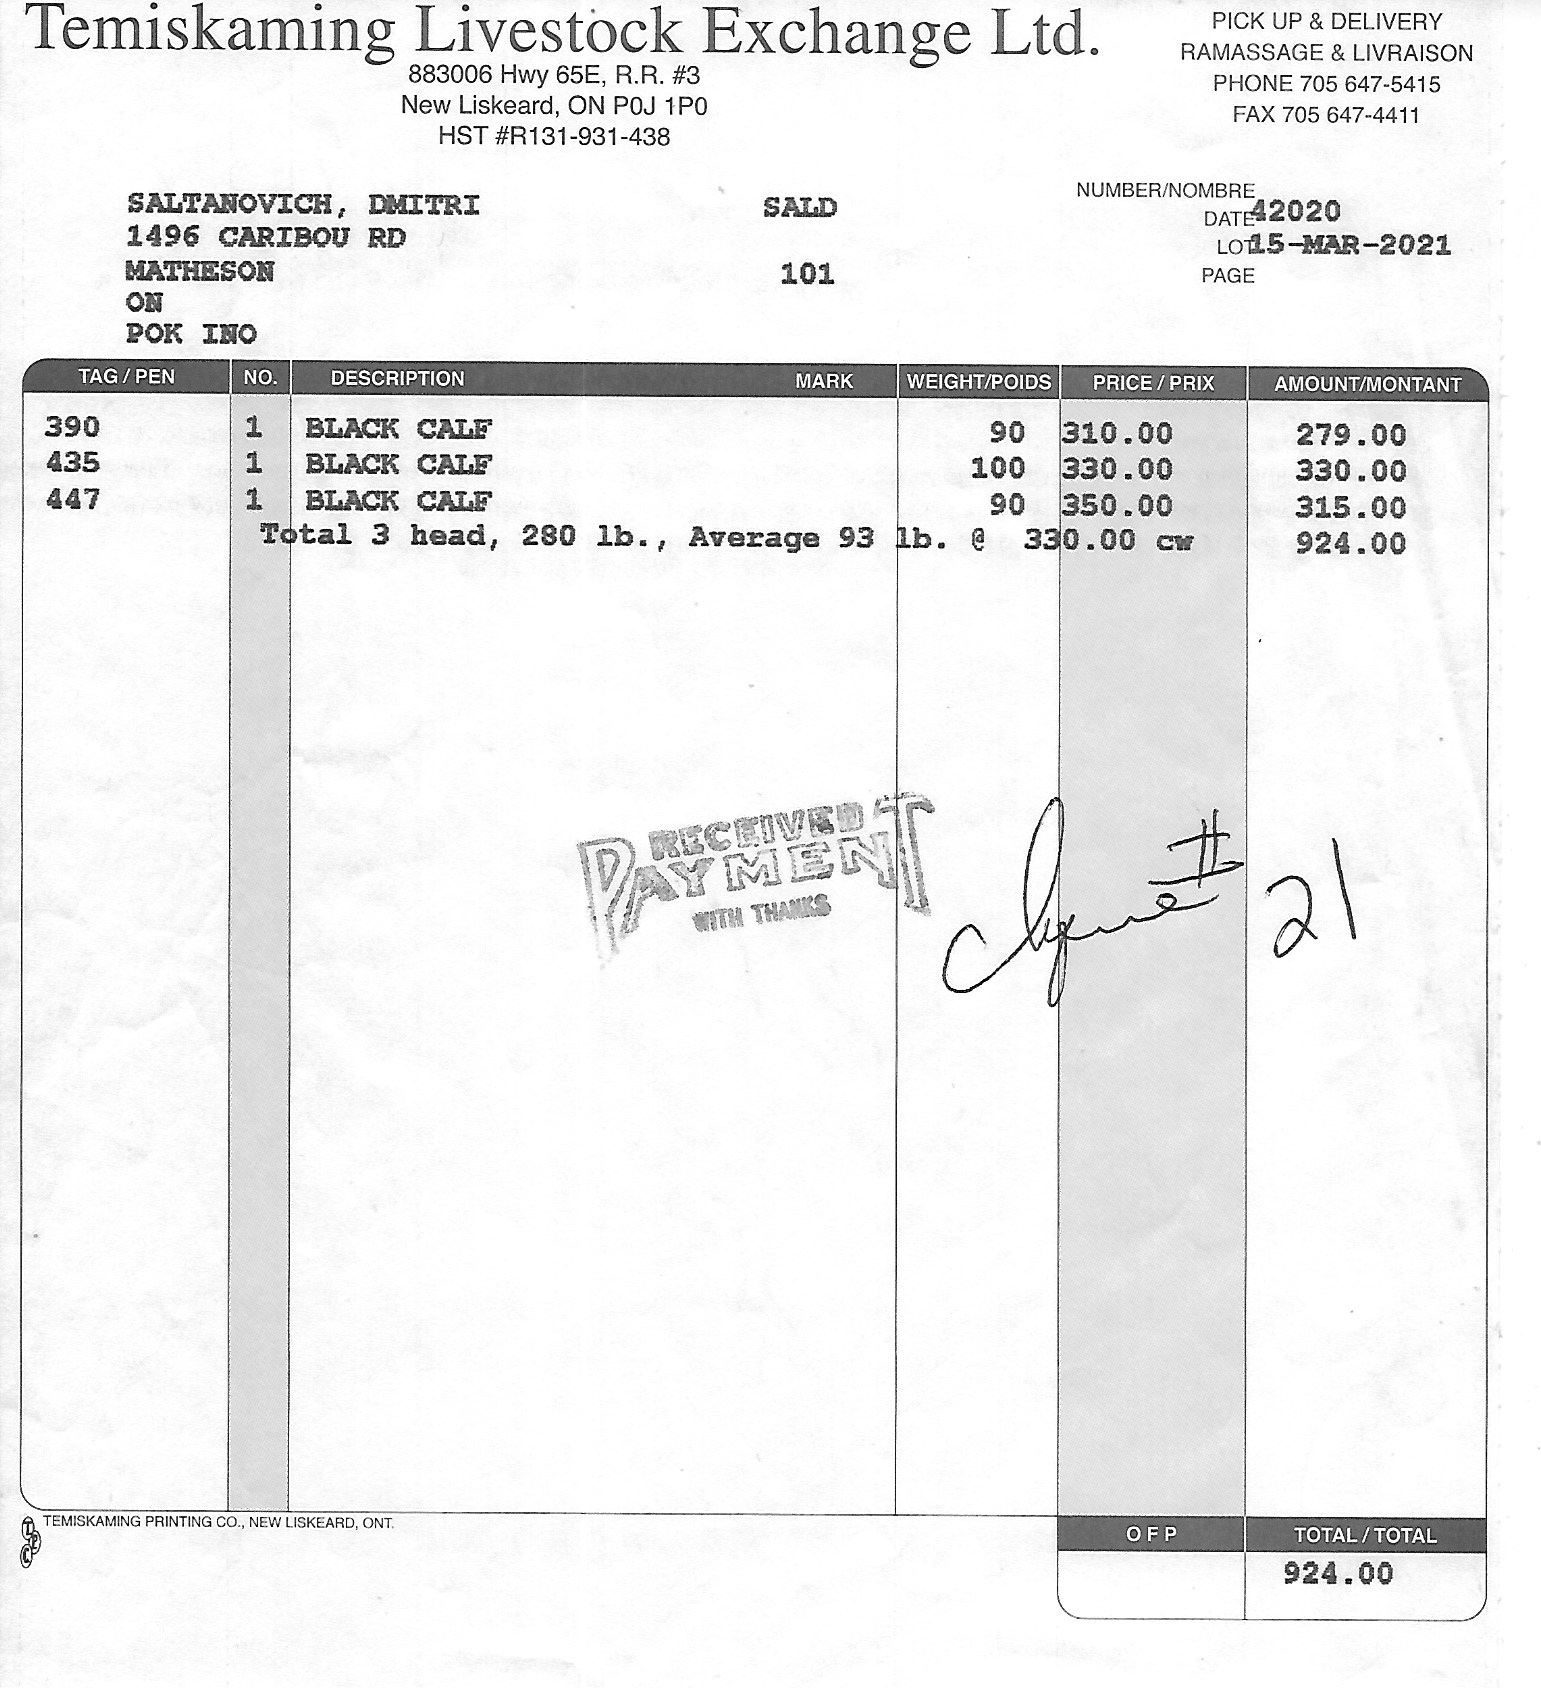 Temiskaming Livestock Exchange Ltd.
883006 Hwy 65E, R.R. #3
New Liskeard, ON P0J 1P0
HST #R131-931-438
PICK UP & DELIVERY
RAMASSAGE & LIVRAISON
PHONE 705 647-5415
FAX 705 647-4411
SALTANOVICH, DMITRI SALD
1496 CARIBOU RD
MATHESON 101
ON
POK INO
NUMBER/NOMBRE
DATE 42020
LOT 15-MAR-2021
PAGE
TAG / PEN NO. DESCRIPTION MARK WEIGHT/POIDS PRICE / PRIX AMOUNT/MONTANT
390 1 BLACK CALF 90 310.00 279.00
435 1 BLACK CALF 100 330.00 330.00
447 1 BLACK CALF 90 350.00 315.00
Total 3 head, 280 lb., Average 93 lb. @ 330.00 cw 924.00
RECEIVED
PAYMENT
WITH THANKS
# 21
TPC
TEMISKAMING PRINTING CO., NEW LISKEARD, ONT.
O F P TOTAL / TOTAL
924.00